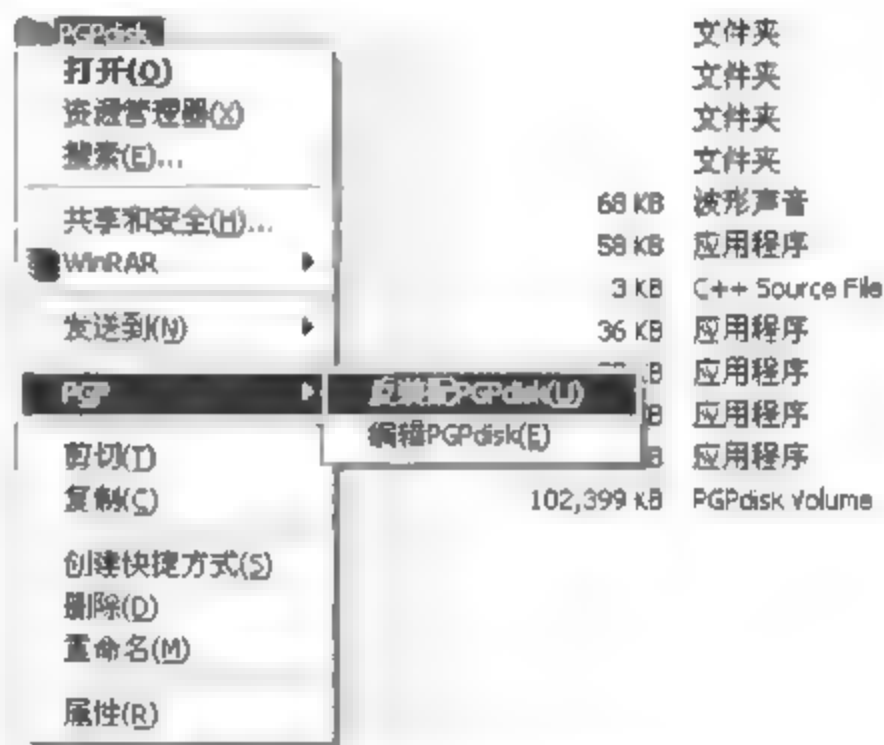 PGPdisk
文件夹
打开(O)
文件夹
资源管理器(X)
文件夹
搜索(E)...
文件夹
68 KB 波形声音
共享和安全(H)...
58 KB 应用程序
WinRAR
3 KB C++ Source File
发送到(N)
36 KB 应用程序
KB 应用程序
PGP
反装配PGPdisk(U)
应用程序
编辑PGPdisk(E)
应用程序
剪切(T)
复制(C)
102,399 KB PGPdisk Volume
创建快捷方式(S)
删除(D)
重命名(M)
属性(R)